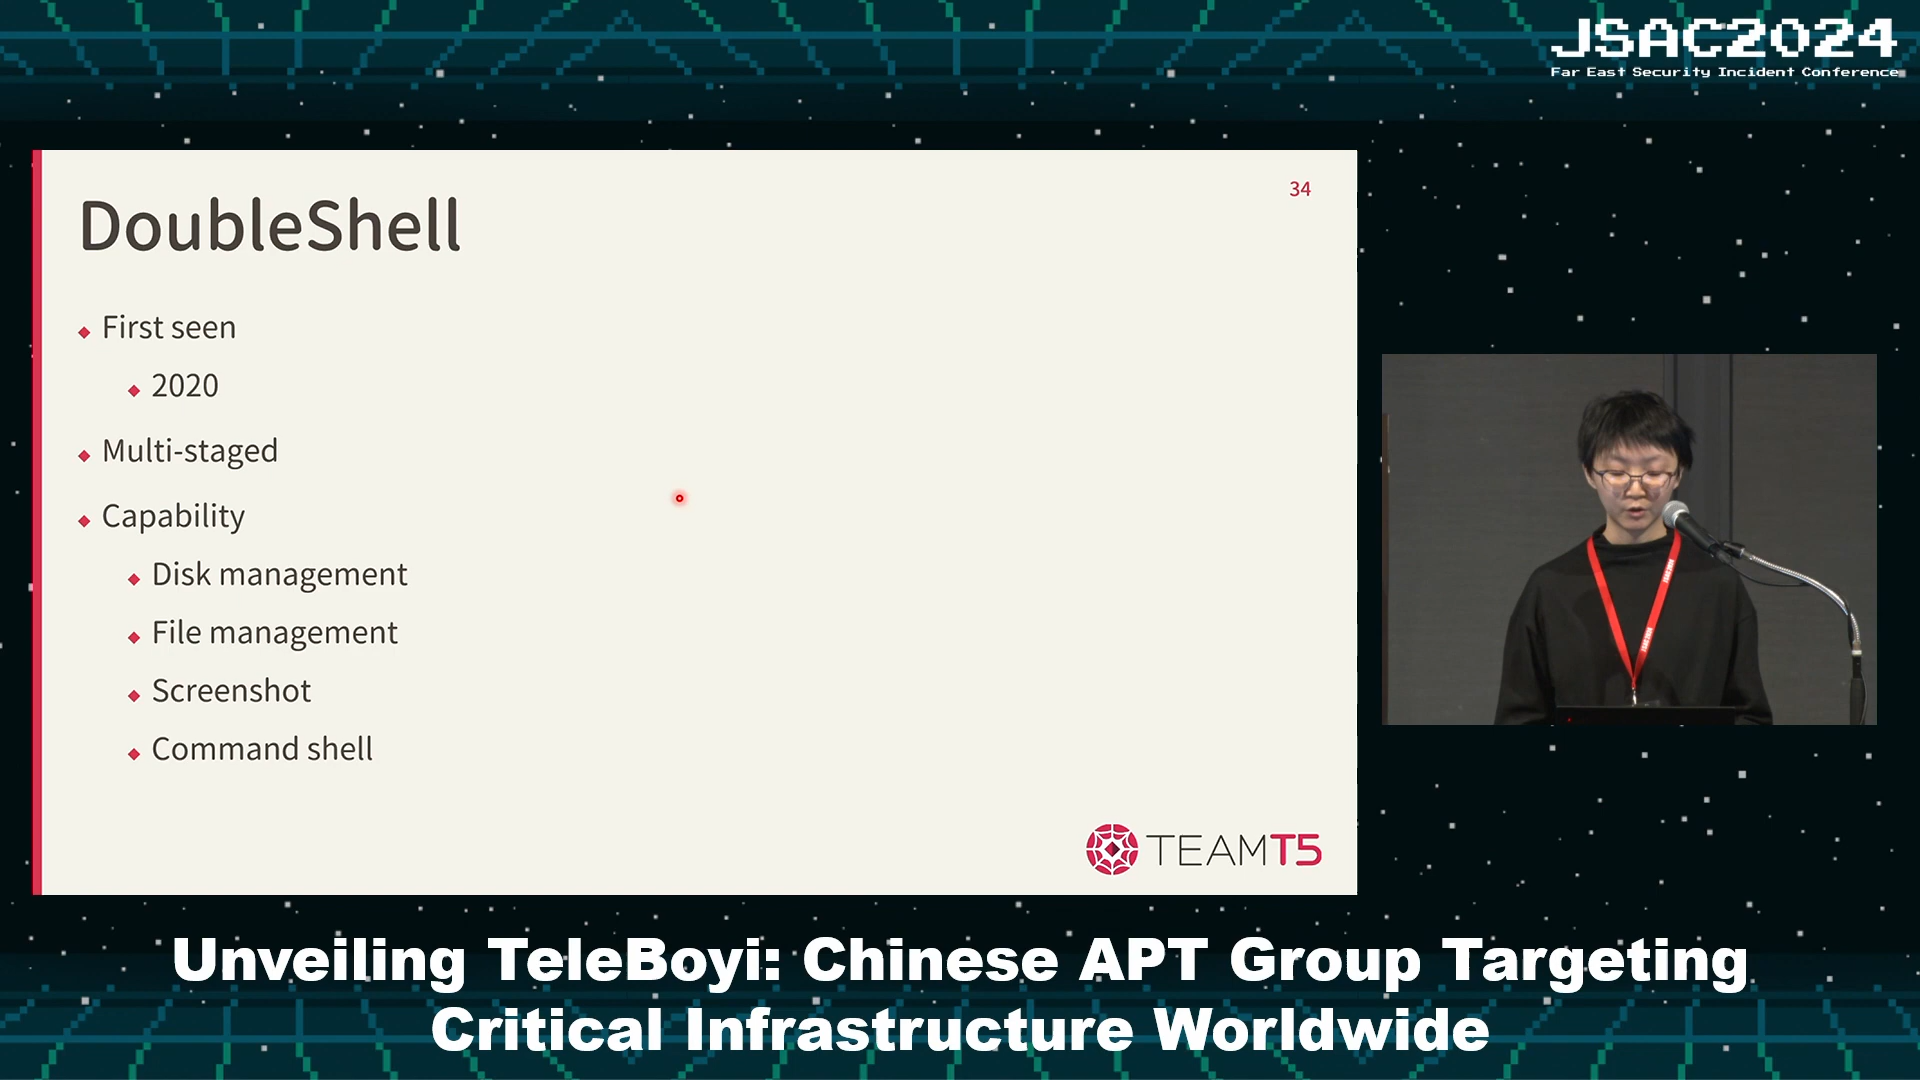 JSAC2024
Far East Security Incident Conference
34
DoubleShell
First seen
2020
Multi-staged
Capability
Disk management
File management
Screenshot
Command shell
TEAMT5
Unveiling TeleBoyi: Chinese APT Group Targeting
Critical Infrastructure Worldwide